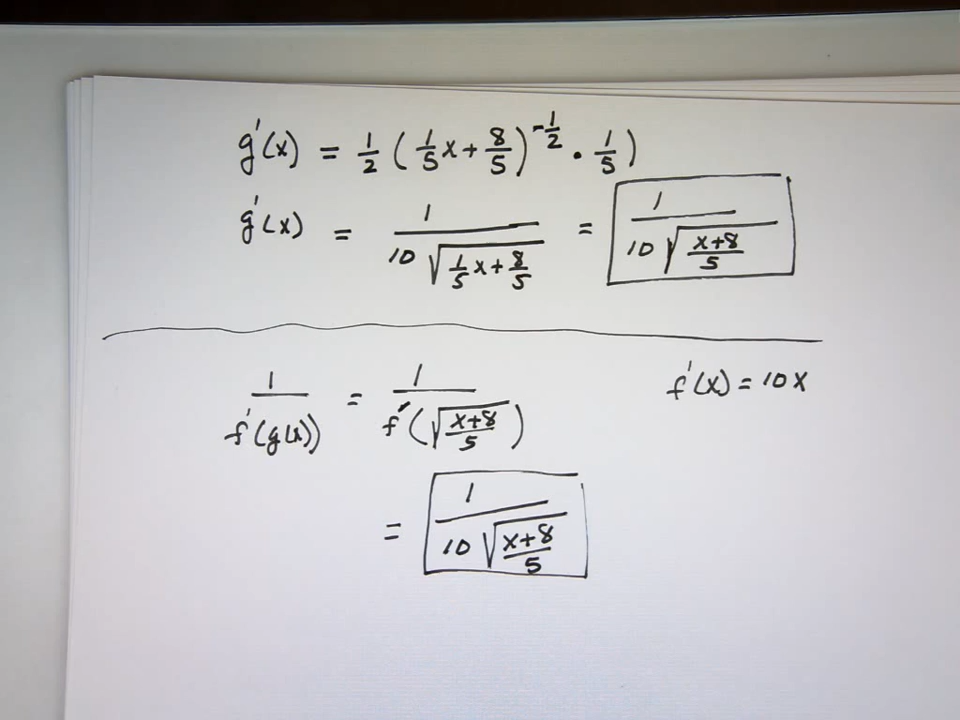 g'(x) = 1/2 (1/5 x + 8/5)^-1/2 · 1/5)
g'(x) = 1/(10 √(1/5 x + 8/5)) = 1/(10 √((x+8)/5))
1/(f'(g(x))) = 1/(f'(√((x+8)/5))) f'(x) = 10x
= 1/(10 √((x+8)/5))